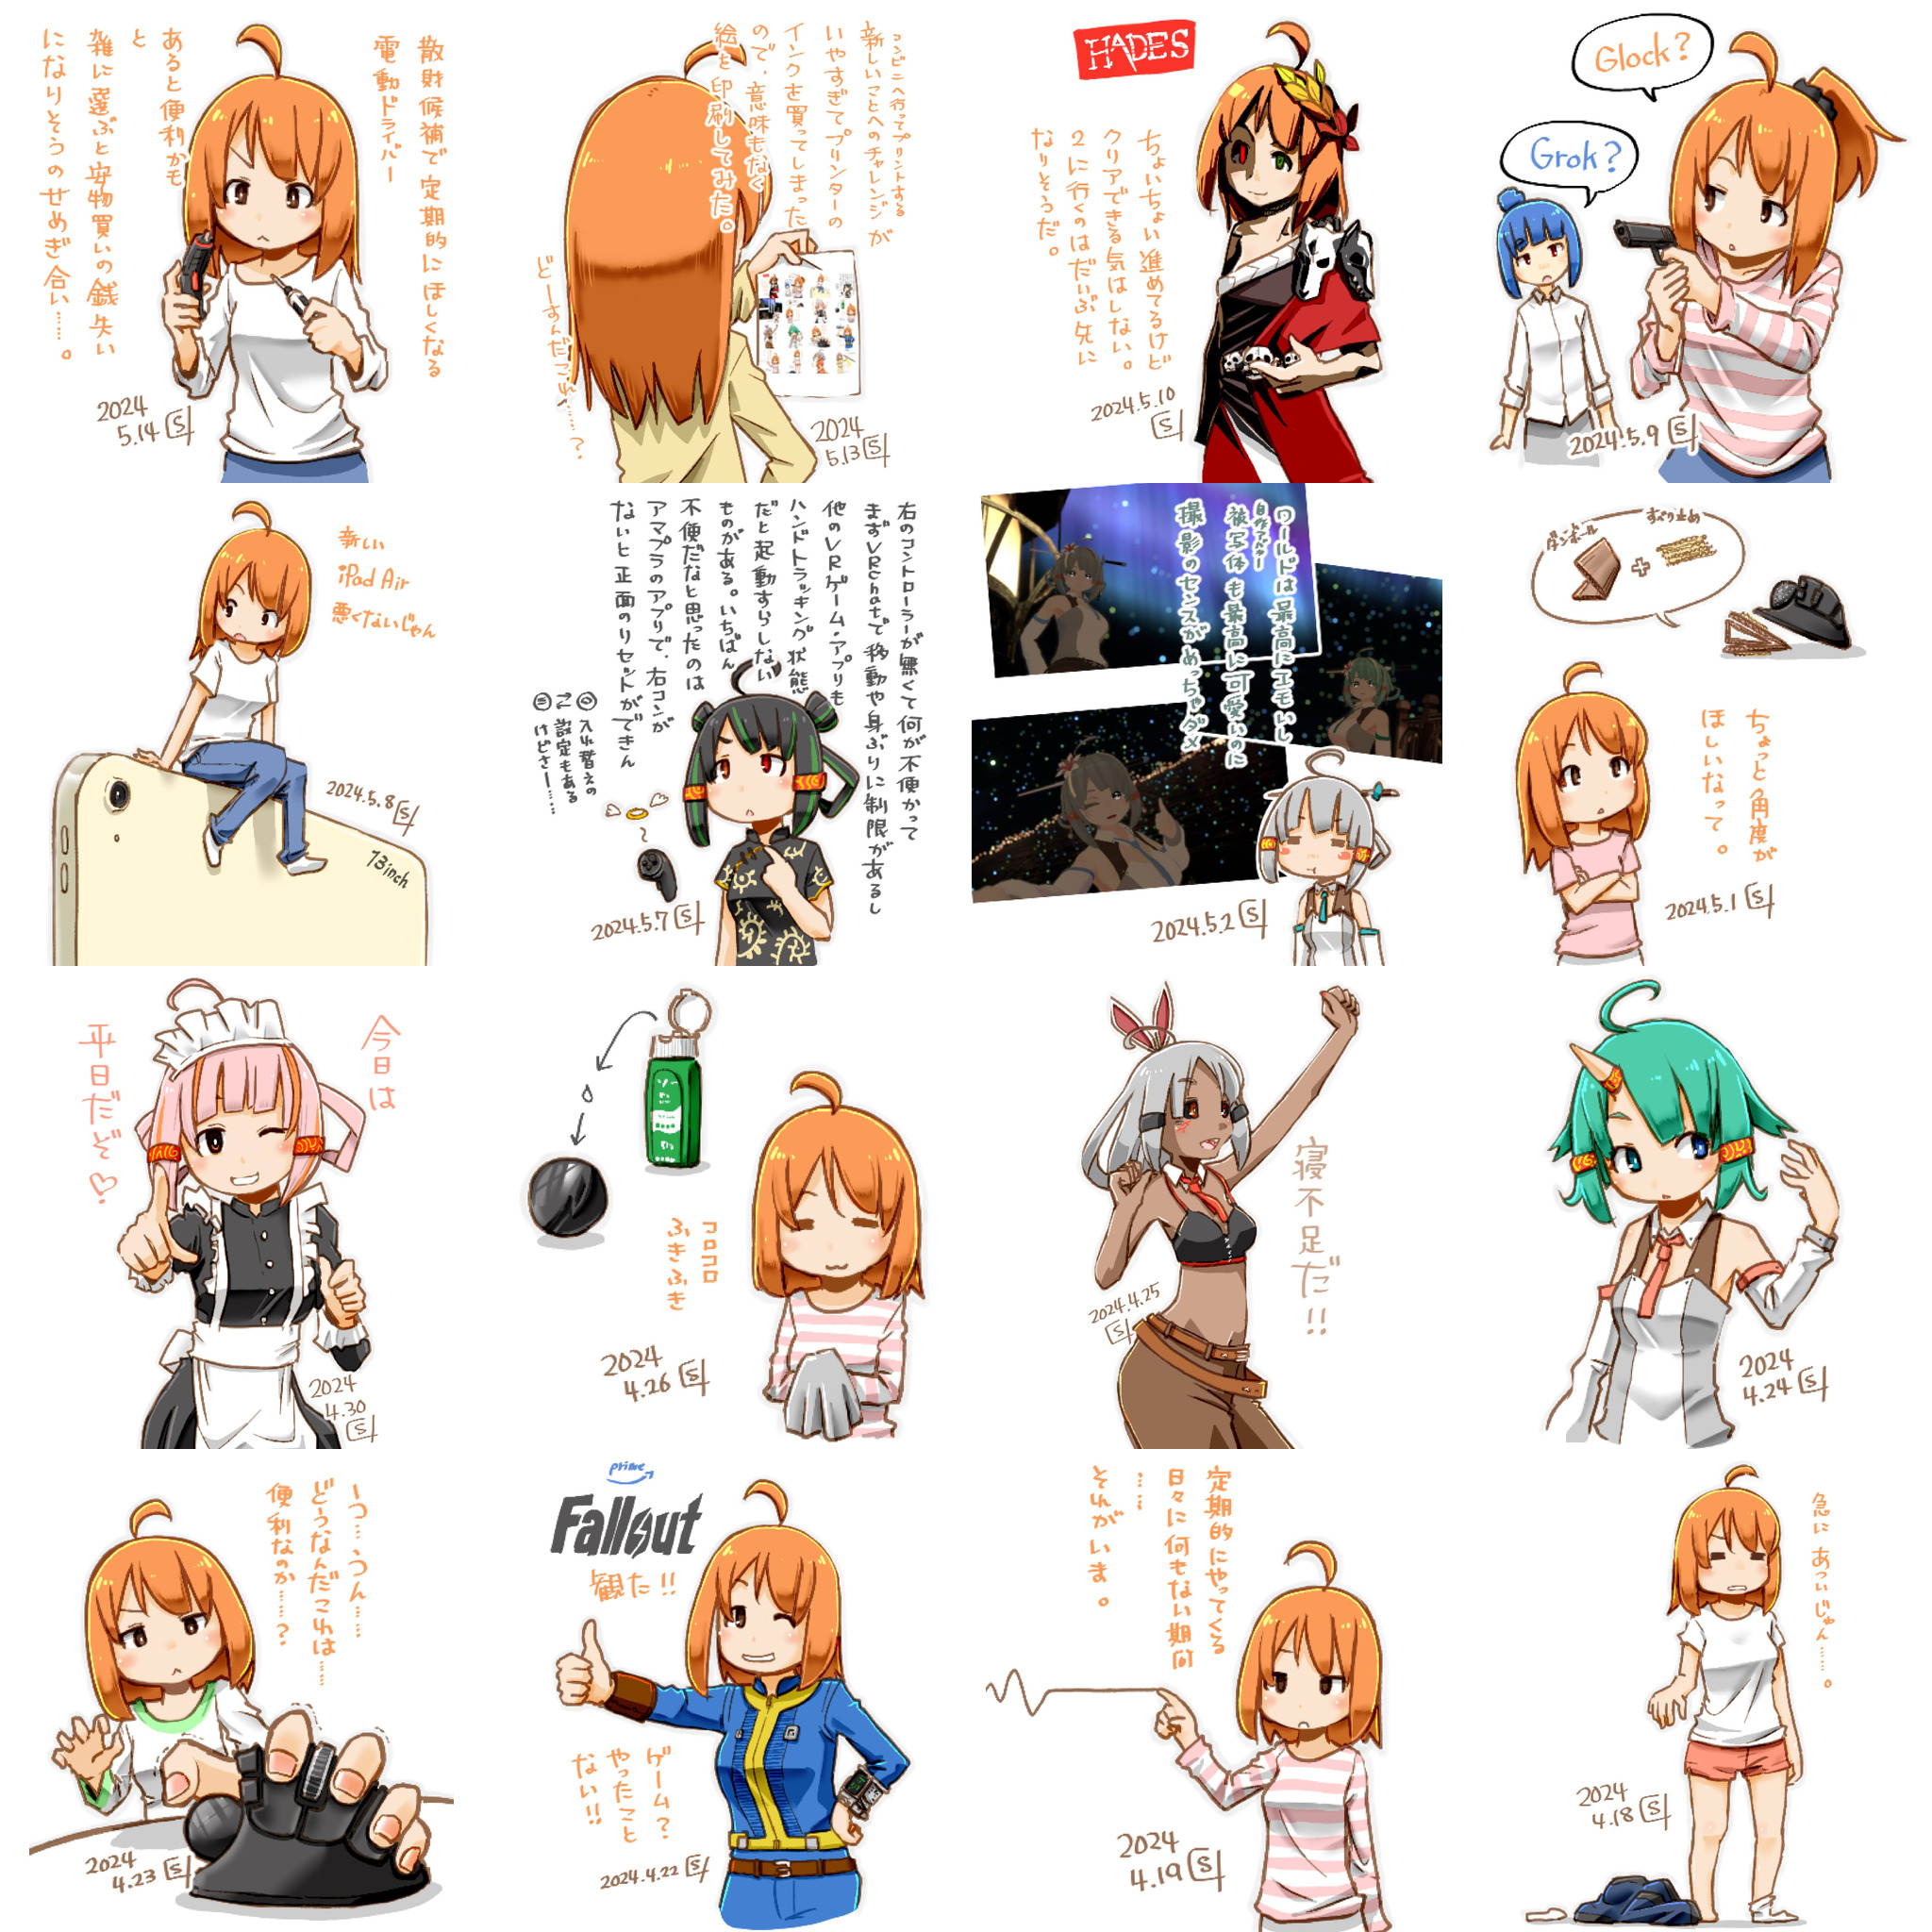 散財候補で定期的にほしくなる
電動ドライバー
あると便利かも
と
雑に選ぶと安物買いの銭失い
になりそうのせめぎ合い……。
2024
5.14
コンビニへ行ってプリントする
新しいことへのチャレンジが
いやすぎてプリンターの
インクを買ってしまった
ので、意味もなく
絵を印刷してみた。
どーすんだこれ……?
2024
5.13
HADES
ちょいちょい進めてるけど
クリアできる気はしない。
2に行くのはだいぶ先に
なりそうだ。
2024.5.10
Glock?
Grok?
2024.5.9
新しい
iPad Air
悪くないじゃん
2024.5.8
13inch
右のコントローラーが無くて何が不便かって
まずVRchatで移動や身ぶりに制限があるし
他のVRゲーム・アプリも
ハンドトラッキング状態
だと起動すらしない
ものがある。いちばん
不便だなと思ったのは
アマプラのアプリで、右コンが
ないと正面のリセットができん
入れ替えの
設定もある
けどさー……
2024.5.7
ワールドは最高にエモいし
被写体も最高に可愛いのに
撮影のセンスがめっちゃダメ
2024.5.2
ダンボール
すべり止め
ちょっと角度が
ほしいなって。
2024.5.1
今日は
平日だぞ♡
2024
4.30
コロコロ
ふきふき
2024
4.26
寝不足だ!!
2024.4.25
2024
4.24
ーつ……つん……
どうなんだこれは……
便利なのか……?
2024
4.23
prime
Fallout
観た!!
ゲーム?
やったこと
ない!!
2024.4.22
定期的にやってくる
日々に何もない期間
……
それがいま。
2024
4.19
急にあついじゃん……。
2024
4.18